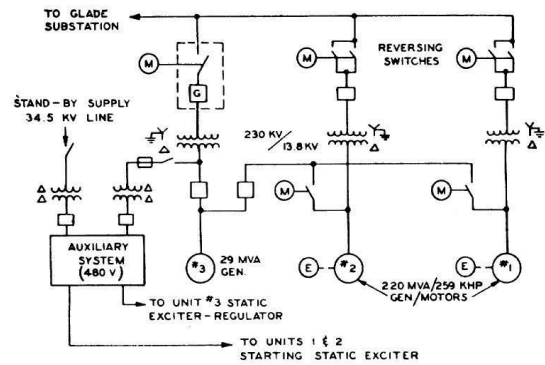 TO GLADE
SUBSTATION
REVERSING
SWITCHES
M
M
M
G
STAND-BY SUPPLY
34.5 KV LINE
Y
Δ
230 KV/
13.8KV
Y
Δ
Y
Δ
Δ
Δ
Δ
Δ
M
M
AUXILIARY
SYSTEM
(480 V)
#3
29 MVA
GEN.
E
#2
E
#1
220 MVA/259 KHP
GEN/MOTORS
TO UNIT #3 STATIC
EXCITER-REGULATOR
TO UNITS 1 & 2
STARTING STATIC EXCITER